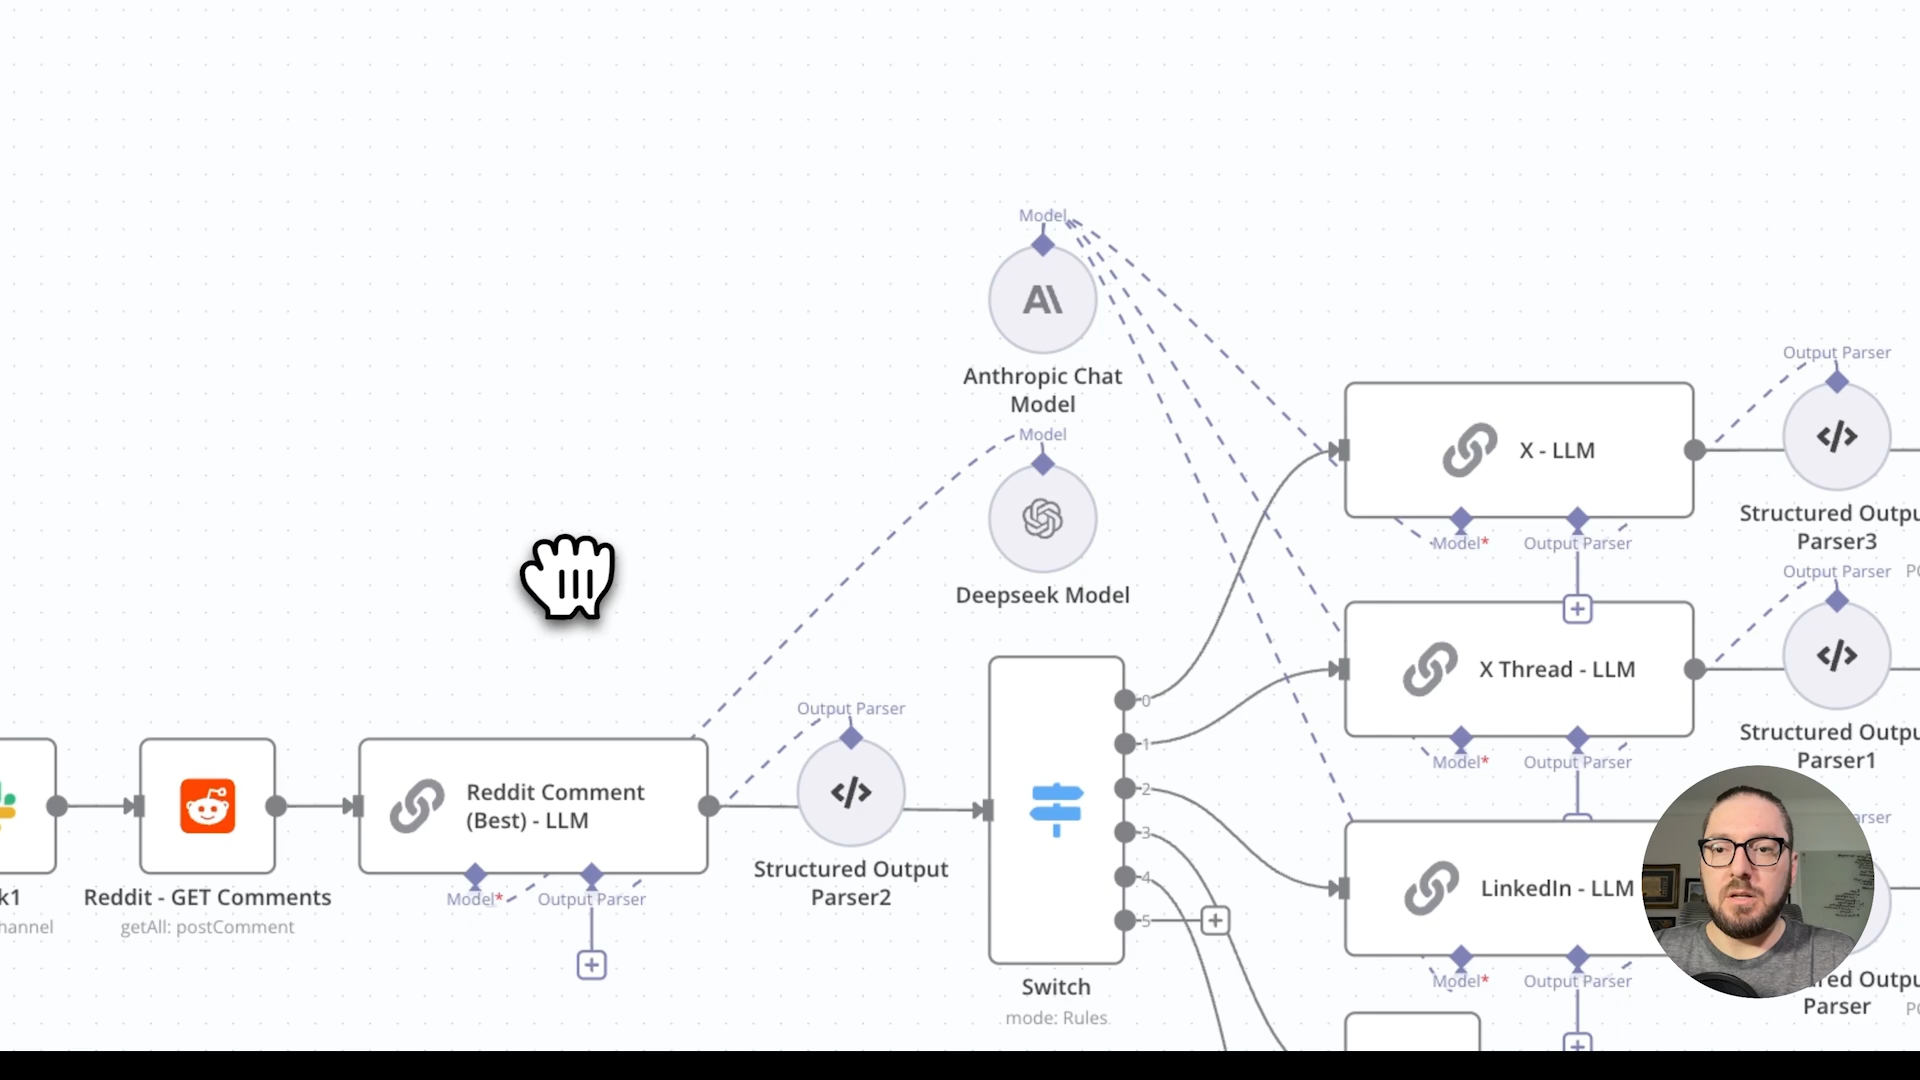 Model
Anthropic Chat
Model
Model
Deepseek Model
Output Parser
X - LLM
Model*
Output Parser
Structured Outpu
Parser3
Output Parser
X Thread - LLM
Model*
Output Parser
Structured Outpu
Parser1
Output Parser
k1
hannel
Reddit - GET Comments
getAll: postComment
Reddit Comment
(Best) - LLM
Model*
Output Parser
Structured Output
Parser2
0
1
2
3
4
5
Switch
mode: Rules
LinkedIn - LLM
Model*
Output Parser
arser
red Outpu
Parser